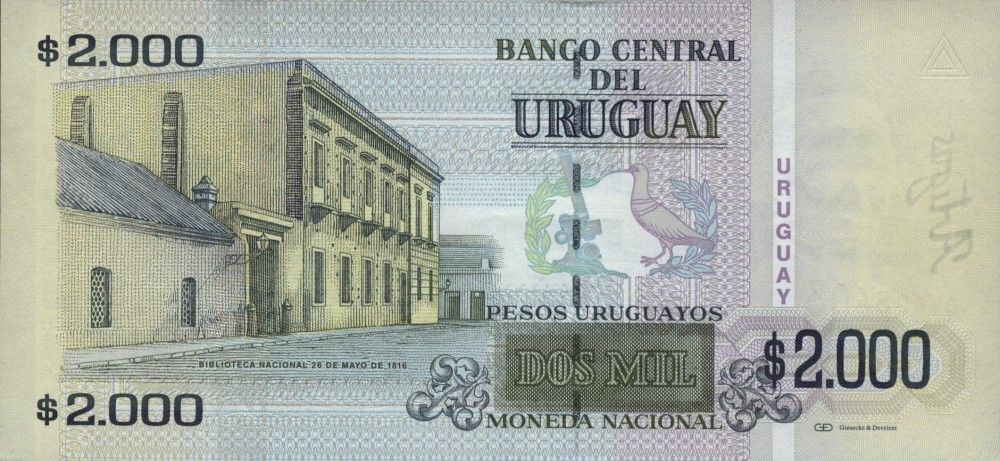 $2.000
BANCO CENTRAL
DEL
URUGUAY
URUGUAY
PESOS URUGUAYOS
BIBLIOTECA NACIONAL 26 DE MAYO DE 1816
DOS MIL
$2.000
$2.000
MONEDA NACIONAL
GD Giesecke & Devrient